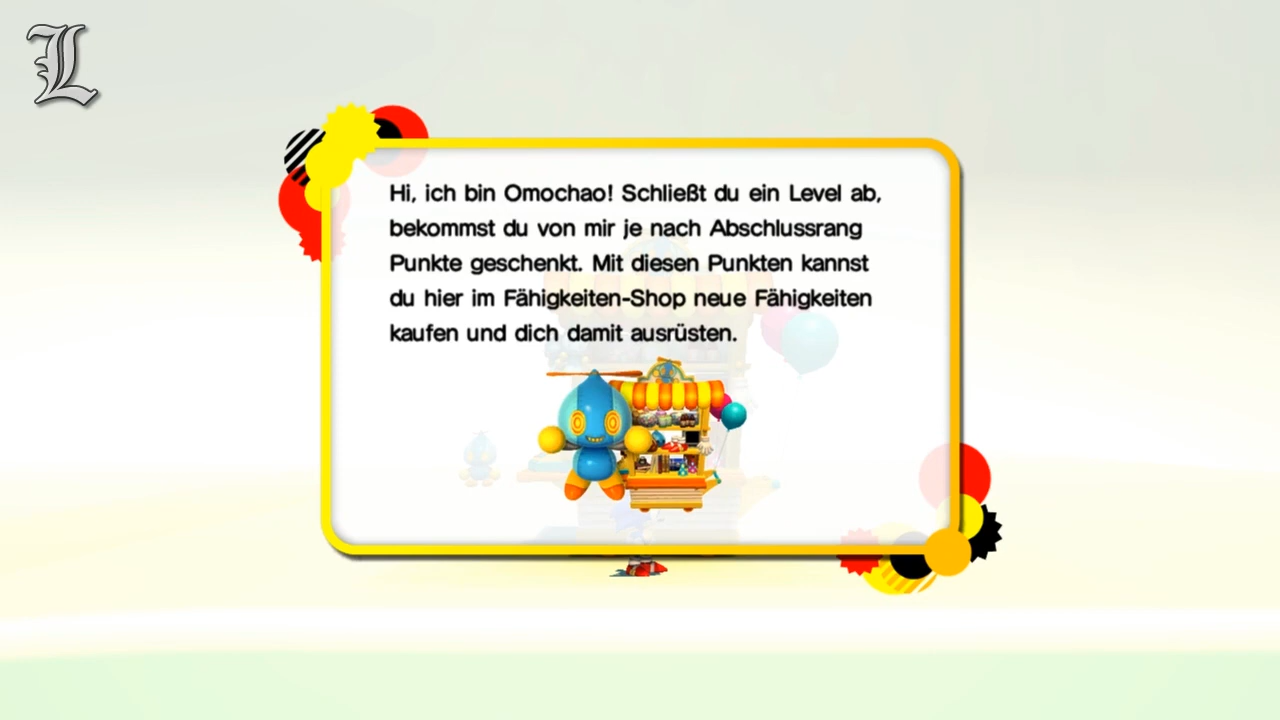 L
Hi, ich bin Omochao! Schließt du ein Level ab,
bekommst du von mir je nach Abschlussrang
Punkte geschenkt. Mit diesen Punkten kannst
du hier im Fähigkeiten-Shop neue Fähigkeiten
kaufen und dich damit ausrüsten.